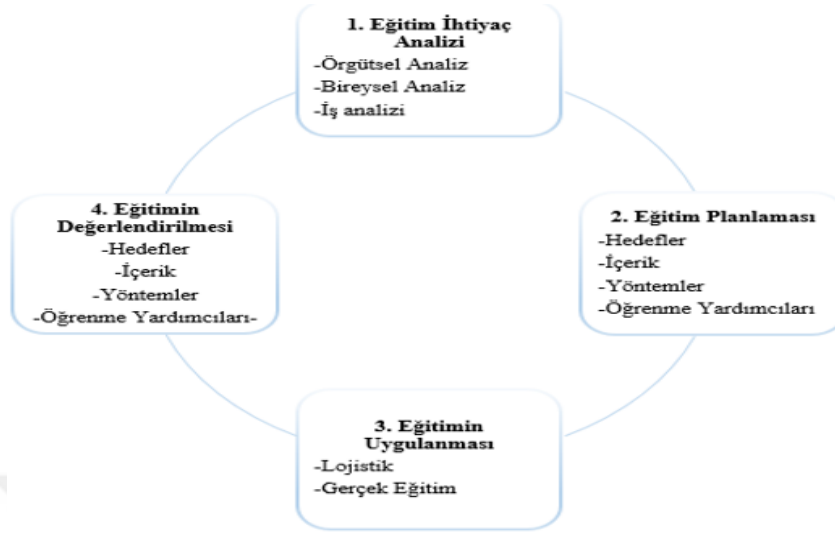 1. Eğitim İhtiyaç
Analizi
-Örgütsel Analiz
-Bireysel Analiz
-İş analizi
2. Eğitim Planlaması
-Hedefler
-İçerik
-Yöntemler
-Öğrenme Yardımcıları
3. Eğitimin
Uygulanması
-Lojistik
-Gerçek Eğitim
4. Eğitimin
Değerlendirilmesi
-Hedefler
-İçerik
-Yöntemler
-Öğrenme Yardımcıları-